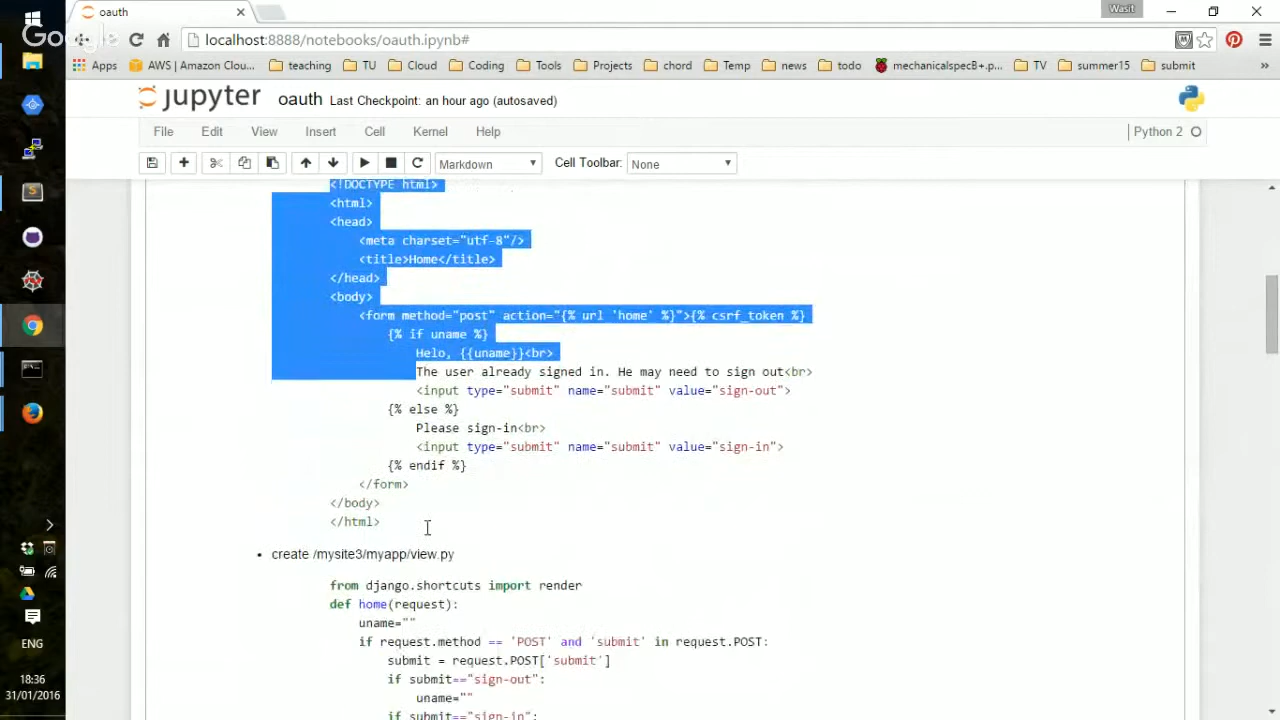 oauth
Wasit
Google
localhost:8888/notebooks/oauth.ipynb#
Apps AWS | Amazon Clou... teaching TU Cloud Coding Tools Projects chord Temp news todo mechanicalspecB+.p... TV summer15 submit »
jupyter oauth Last Checkpoint: an hour ago (autosaved)
File Edit View Insert Cell Kernel Help Python 2
Markdown Cell Toolbar: None
<!DOCTYPE html>
<html>
<head>
<meta charset="utf-8"/>
<title>Home</title>
</head>
<body>
<form method="post" action="{% url 'home' %}">{% csrf_token %}
{% if uname %}
Helo, {{uname}}<br>
The user already signed in. He may need to sign out<br>
<input type="submit" name="submit" value="sign-out">
{% else %}
Please sign-in<br>
<input type="submit" name="submit" value="sign-in">
{% endif %}
</form>
</body>
</html>
• create /mysite3/myapp/view.py
from django.shortcuts import render
def home(request):
uname=""
if request.method == 'POST' and 'submit' in request.POST:
submit = request.POST['submit']
if submit=="sign-out":
uname=""
if submit=="sign-in":
ENG
18:36
31/01/2016